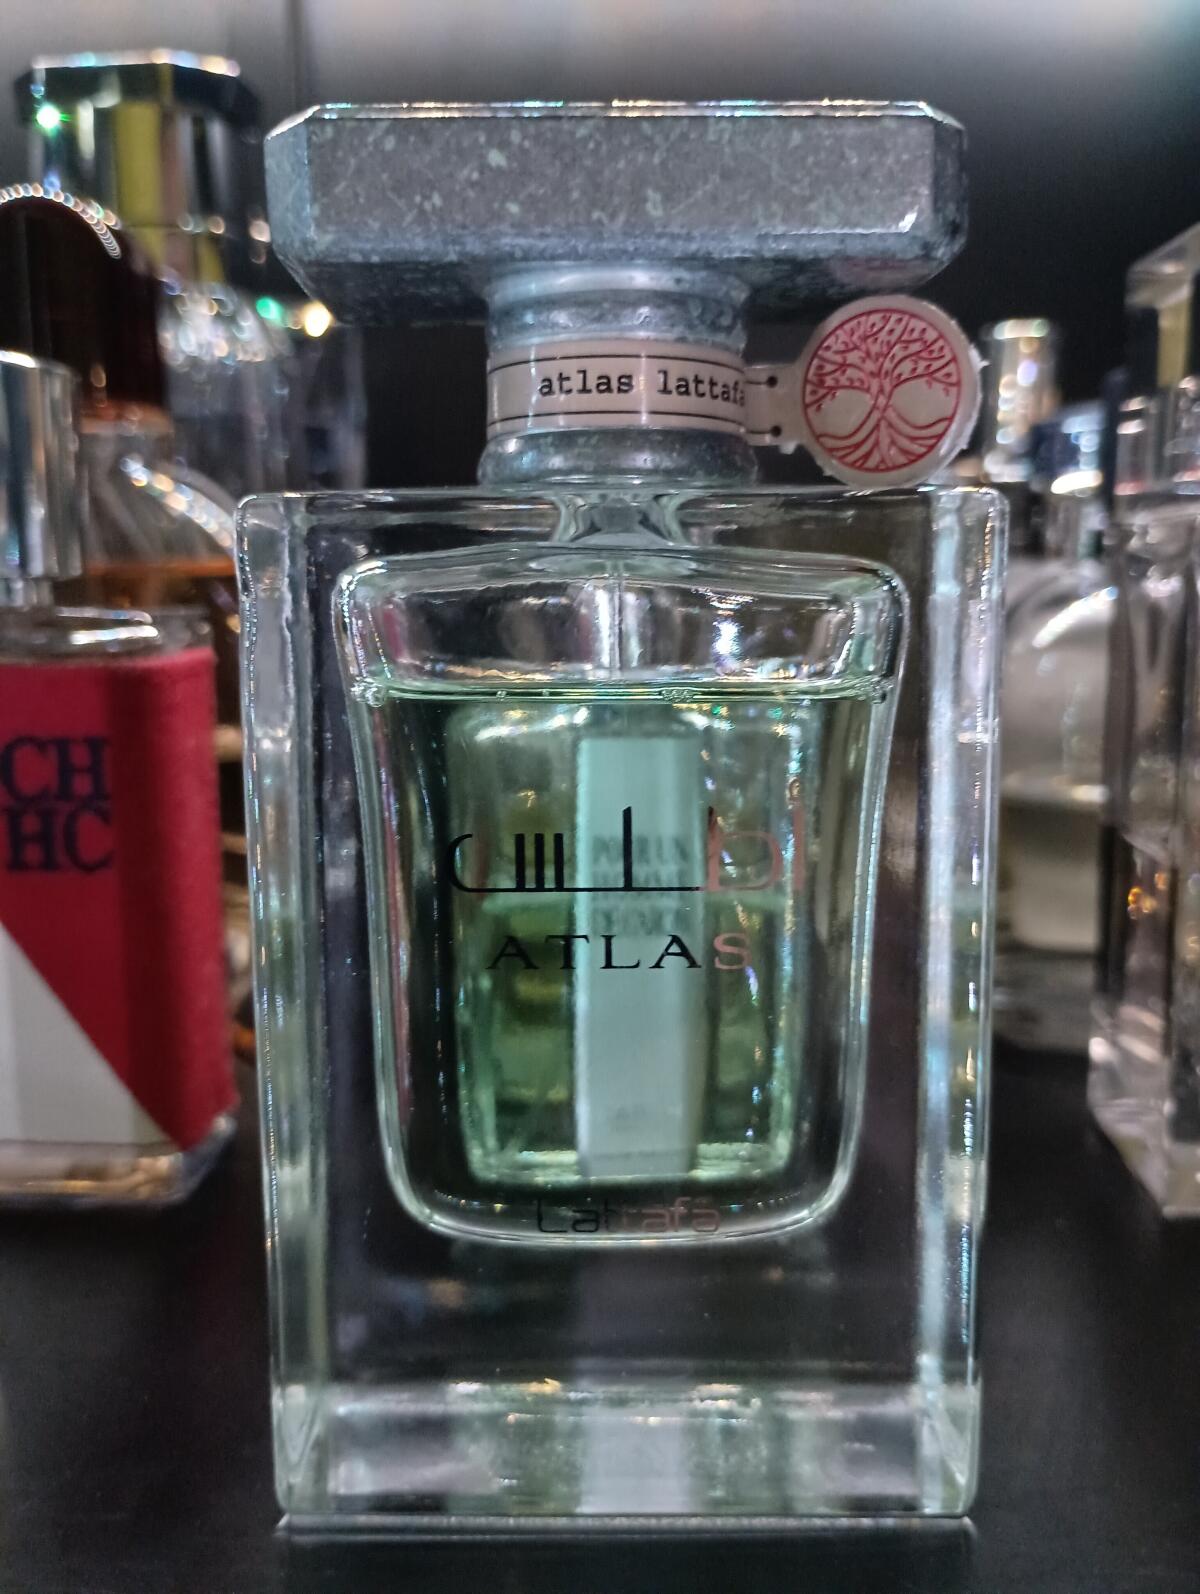 atlas lattafa
CH
HC
أطلس
ATLAS
Lattafa